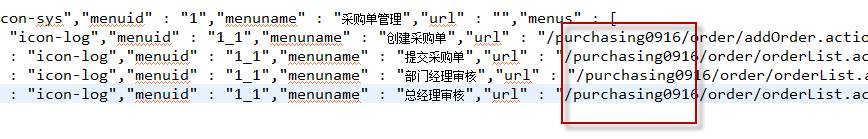 con-sys","menuid" : "1","menuname" : "采购单管理","url" : "","menus" : [
"icon-log","menuid" : "1_1","menuname" : "创建采购单","url" : "/purchasing0916/order/addOrder.actio
: "icon-log","menuid" : "1_1","menuname" : "提交采购单","url" : "/purchasing0916/order/orderList.a
: "icon-log","menuid" : "1_1","menuname" : "部门经理审核","url" : "/purchasing0916/order/orderList.a
: "icon-log","menuid" : "1_1","menuname" : "总经理审核","url" : "/purchasing0916/order/orderList.ac